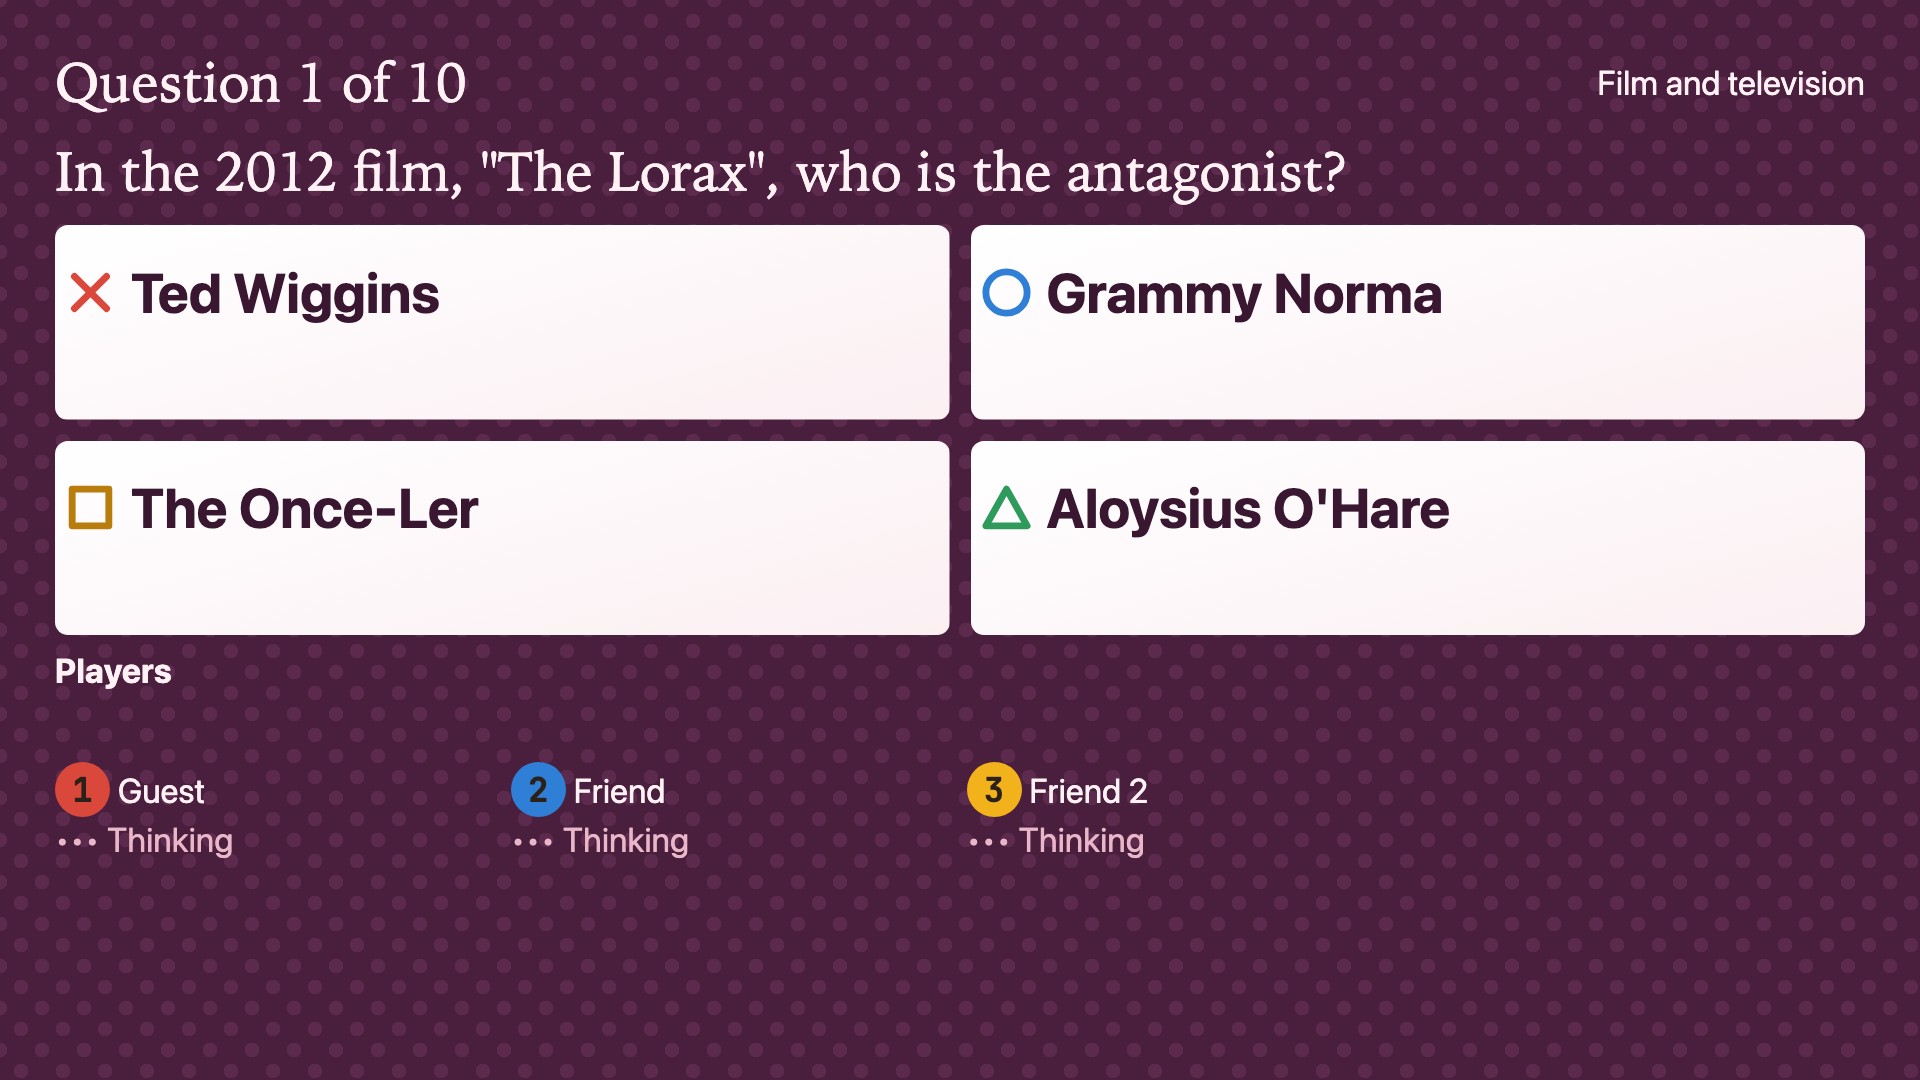 Question 1 of 10
Film and television
In the 2012 film, "The Lorax", who is the antagonist?
Ted Wiggins
Grammy Norma
The Once-Ler
Aloysius O'Hare
Players
1 Guest
2 Friend
3 Friend 2
••• Thinking
••• Thinking
••• Thinking